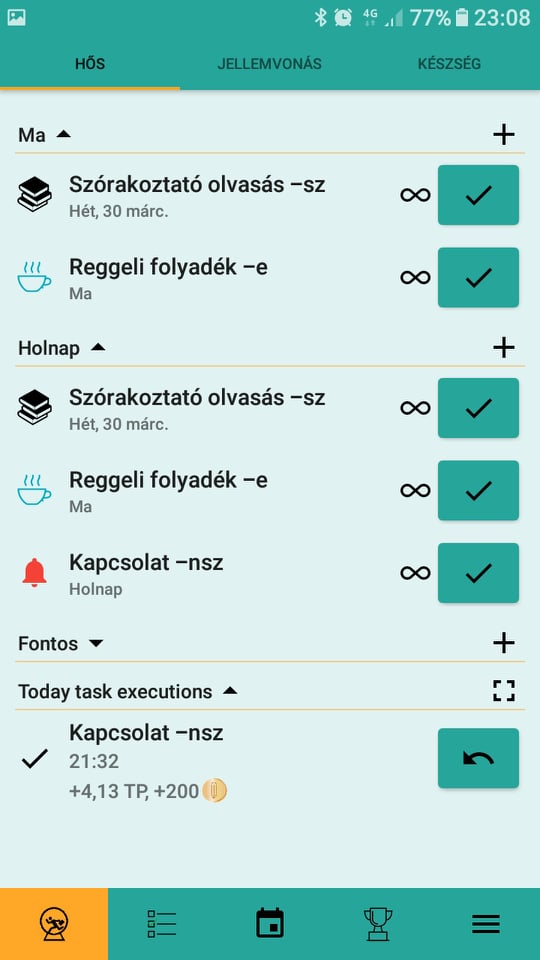 4G 77% 23:08
HŐS JELLEMVONÁS KÉSZSÉG
Ma
Szórakoztató olvasás –sz
Hét, 30 márc.
Reggeli folyadék –e
Ma
Holnap
Szórakoztató olvasás –sz
Hét, 30 márc.
Reggeli folyadék –e
Ma
Kapcsolat –nsz
Holnap
Fontos
Today task executions
Kapcsolat –nsz
21:32
+4,13 TP, +200